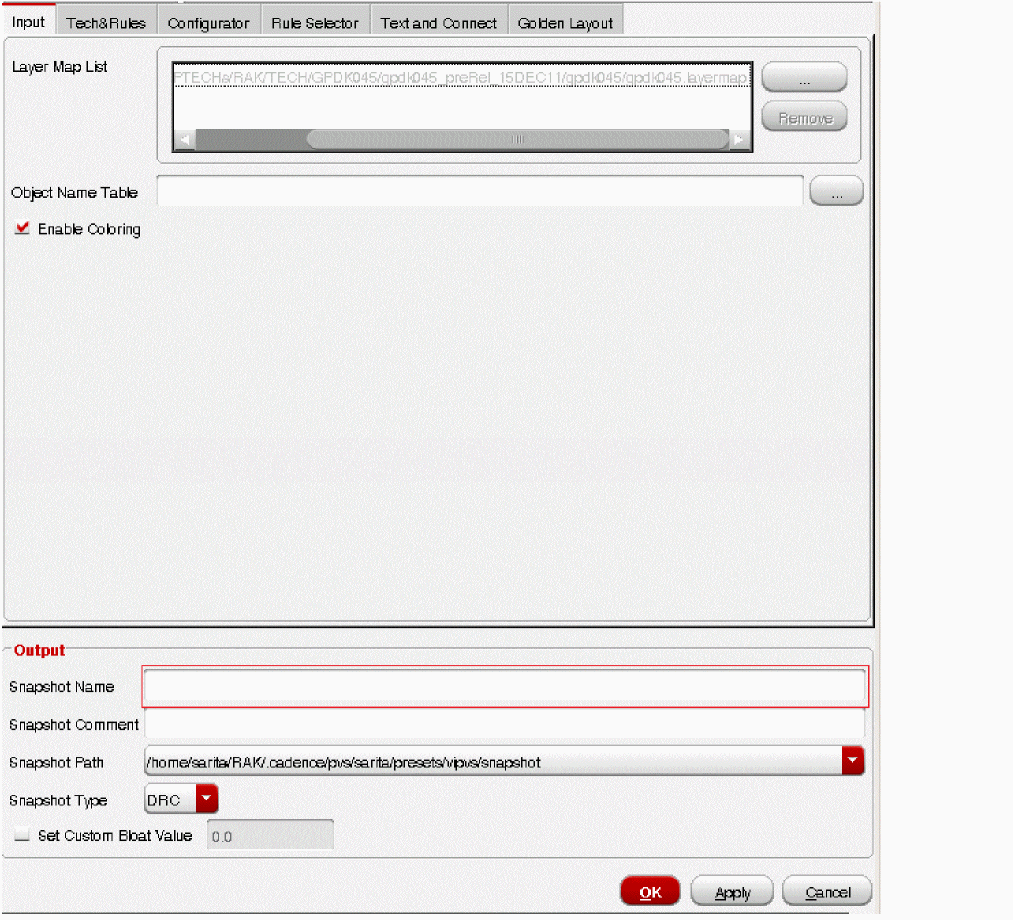 Input Tech&Rules Configurator Rule Selector Text and Connect Golden Layout
Layer Map List
PTECHa/RAK/TECH/GPDK045/gpdk045_preRel_15DEC11/gpdk045/gpdk045.layermap
...
Remove
Object Name Table
...
Enable Coloring
Output
Snapshot Name
Snapshot Comment
Snapshot Path /home/sarita/RAK/.cadence/pvs/sarita/presets/vipvs/snapshot
Snapshot Type DRC
Set Custom Bloat Value 0.0
OK Apply Cancel